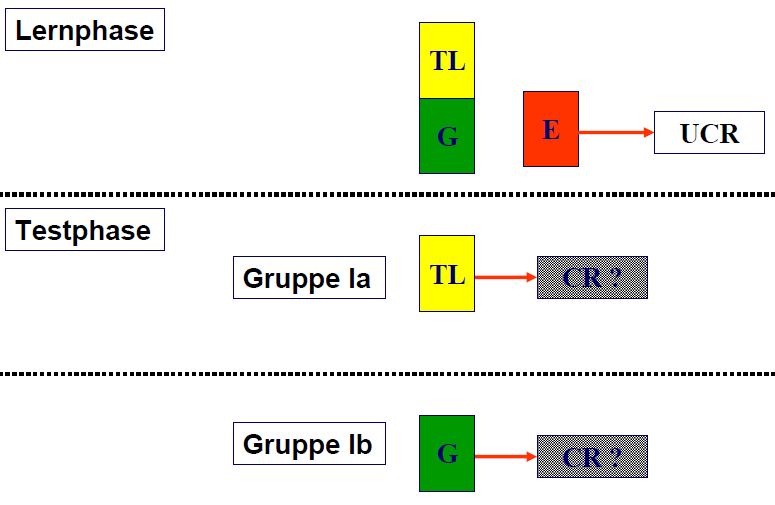 Lernphase
TL
G
E
UCR
Testphase
Gruppe Ia
TL
CR ?
Gruppe Ib
G
CR ?